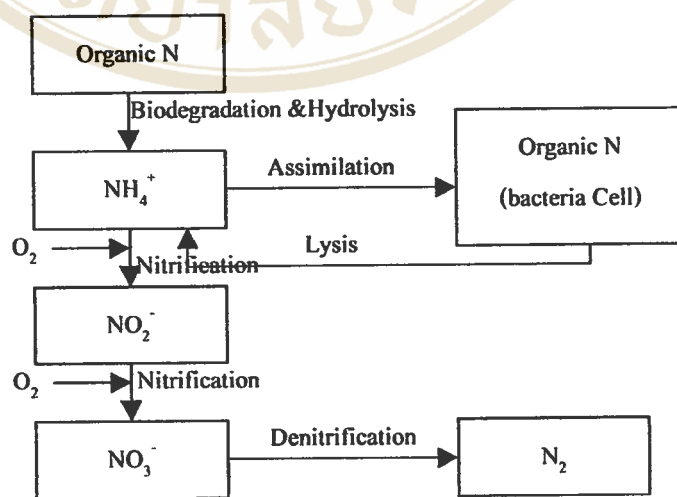 Organic N
Biodegradation &Hydrolysis
NH₄⁺
Assimilation
Organic N
(bacteria Cell)
O₂
Nitrification
Lysis
NO₂⁻
O₂
Nitrification
NO₃⁻
Denitrification
N₂